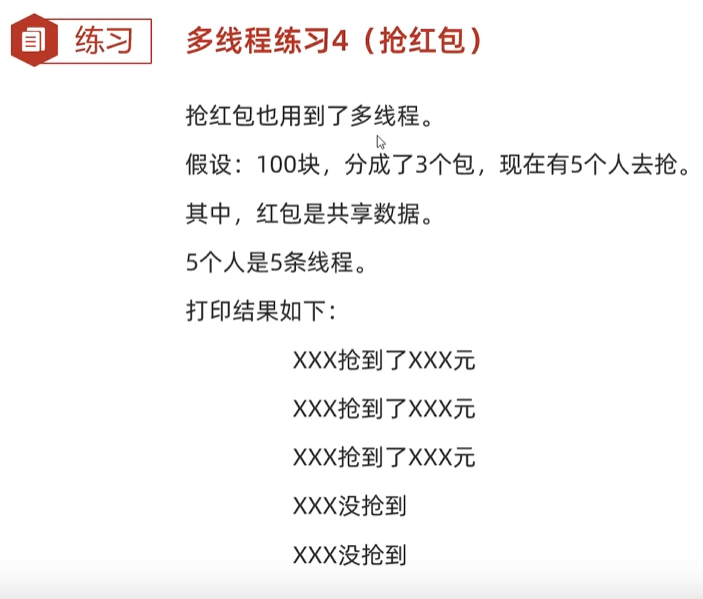 练习
多线程练习4（抢红包）
抢红包也用到了多线程。
假设：100块，分成了3个包，现在有5个人去抢。
其中，红包是共享数据。
5个人是5条线程。
打印结果如下：
XXX抢到了XXX元
XXX抢到了XXX元
XXX抢到了XXX元
XXX没抢到
XXX没抢到